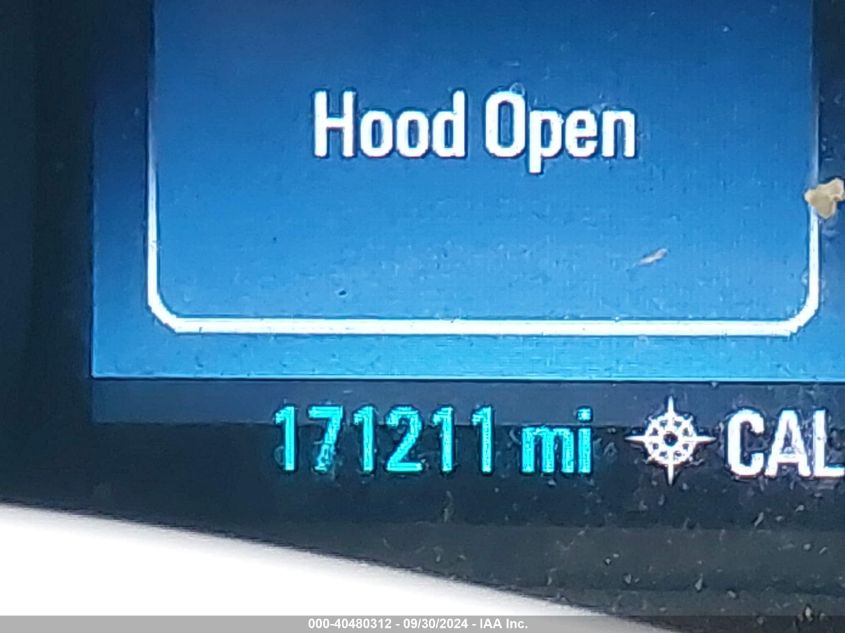 Hood Open
171211 mi CAL
000-40480312 - 09/30/2024 - IAA Inc.